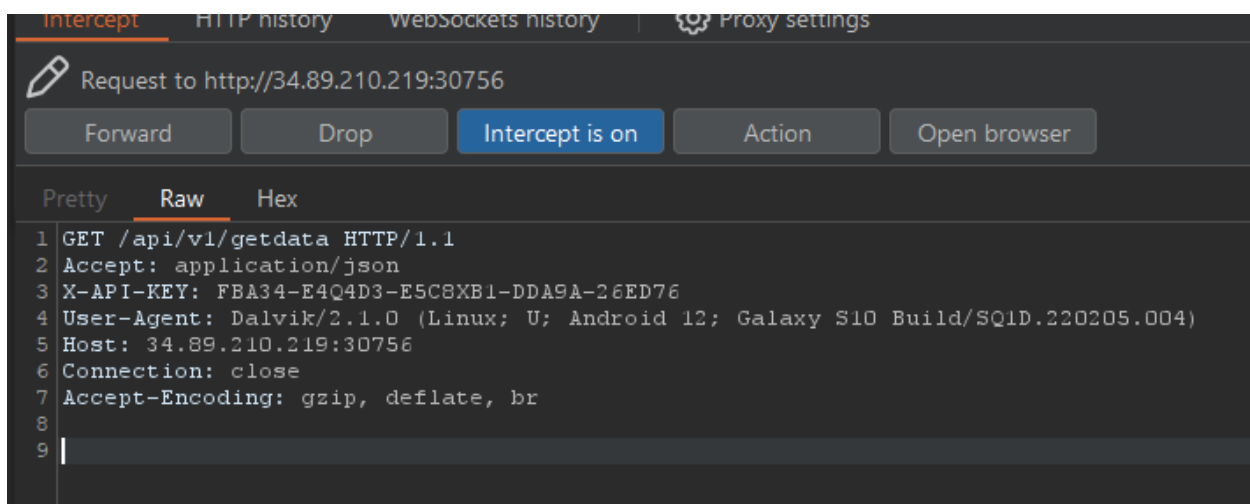 Intercept HTTP history WebSockets history Proxy settings
Request to http://34.89.210.219:30756
Forward Drop Intercept is on Action Open browser
Pretty Raw Hex
1 GET /api/v1/getdata HTTP/1.1
2 Accept: application/json
3 X-API-KEY: FBA34-E4Q4D3-E5C8XB1-DDA9A-26ED76
4 User-Agent: Dalvik/2.1.0 (Linux; U; Android 12; Galaxy S10 Build/SQ1D.220205.004)
5 Host: 34.89.210.219:30756
6 Connection: close
7 Accept-Encoding: gzip, deflate, br
8
9